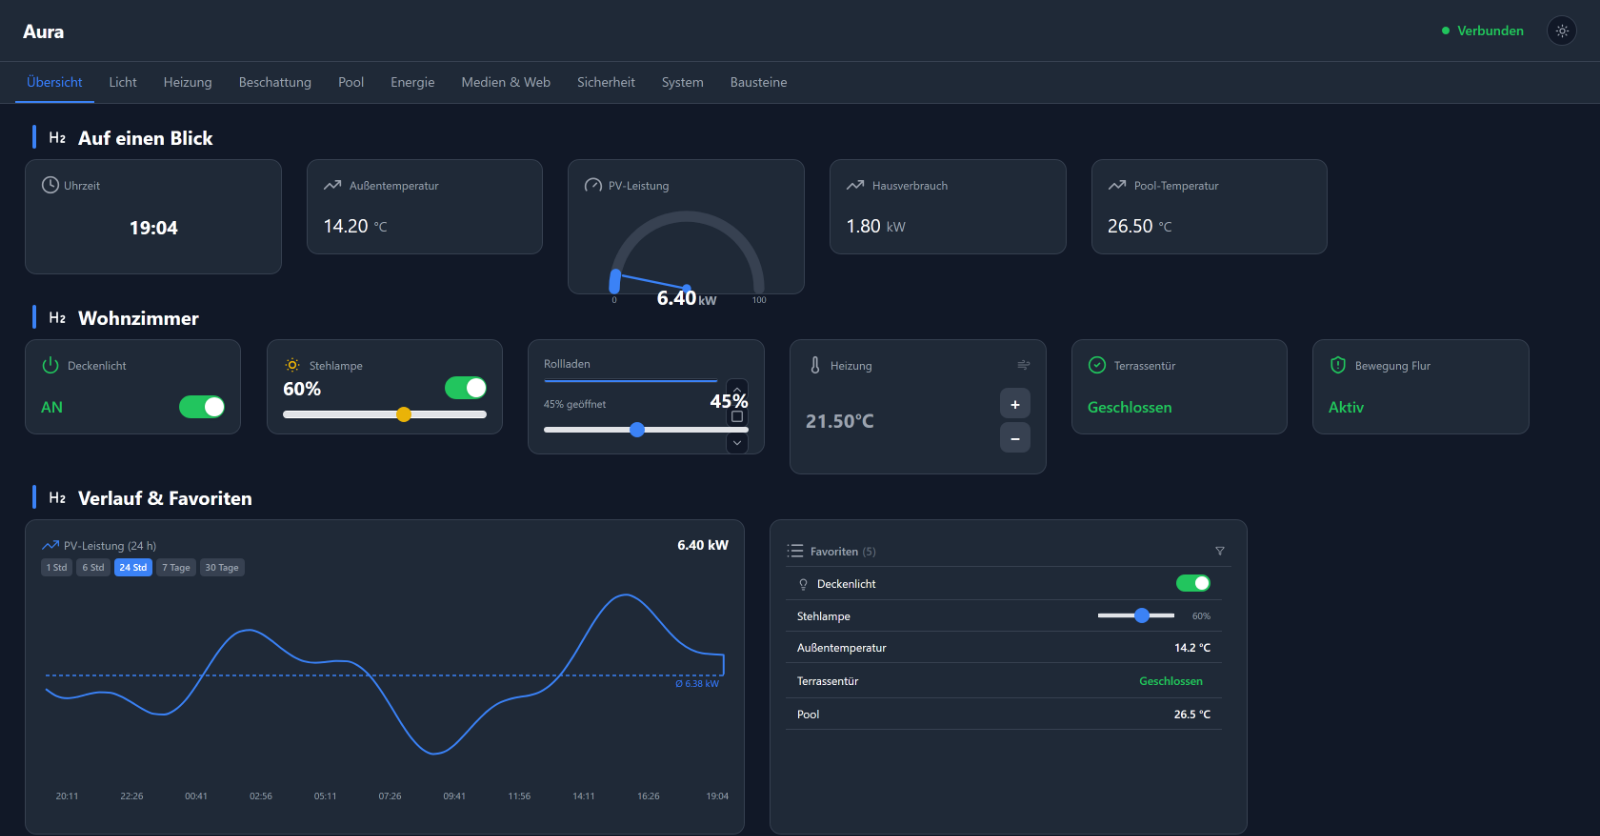 Aura
Verbunden
Übersicht Licht Heizung Beschattung Pool Energie Medien & Web Sicherheit System Bausteine
H2 Auf einen Blick
Uhrzeit
19:04
Außentemperatur
14.20 °C
PV-Leistung
0 6.40 kW 100
Hausverbrauch
1.80 kW
Pool-Temperatur
26.50 °C
H2 Wohnzimmer
Deckenlicht
AN
Stehlampe
60%
Rollladen
45% geöffnet 45%
Heizung
21.50°C
+
−
Terrassentür
Geschlossen
Bewegung Flur
Aktiv
H2 Verlauf & Favoriten
PV-Leistung (24 h) 6.40 kW
1 Std 6 Std 24 Std 7 Tage 30 Tage
Ø 6.38 kW
20:11 22:26 00:41 02:56 05:11 07:26 09:41 11:56 14:11 16:26 19:04
Favoriten (5)
Deckenlicht
Stehlampe 60%
Außentemperatur 14.2 °C
Terrassentür Geschlossen
Pool 26.5 °C